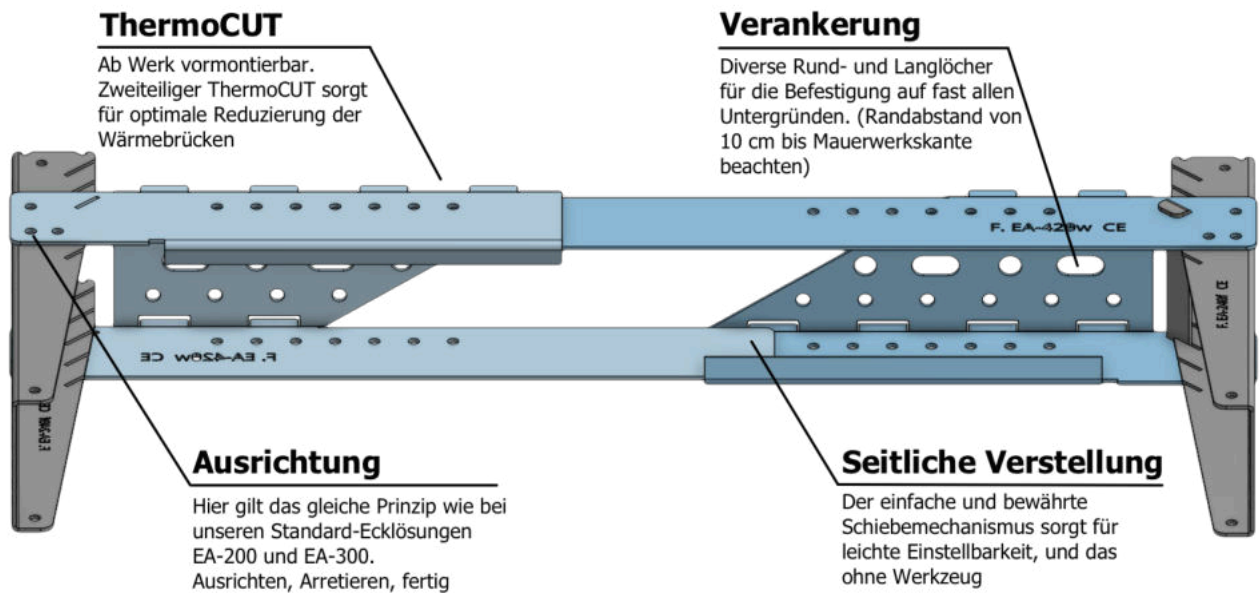 ThermoCUT
Ab Werk vormontierbar.
Zweiteiliger ThermoCUT sorgt
für optimale Reduzierung der
Wärmebrücken
Verankerung
Diverse Rund- und Langlöcher
für die Befestigung auf fast allen
Untergründen. (Randabstand von
10 cm bis Mauerwerkskante
beachten)
F. EA-420w CE
F. EA-420w CE
Ausrichtung
Hier gilt das gleiche Prinzip wie bei
unseren Standard-Ecklösungen
EA-200 und EA-300.
Ausrichten, Arretieren, fertig
Seitliche Verstellung
Der einfache und bewährte
Schiebemechanismus sorgt für
leichte Einstellbarkeit, und das
ohne Werkzeug